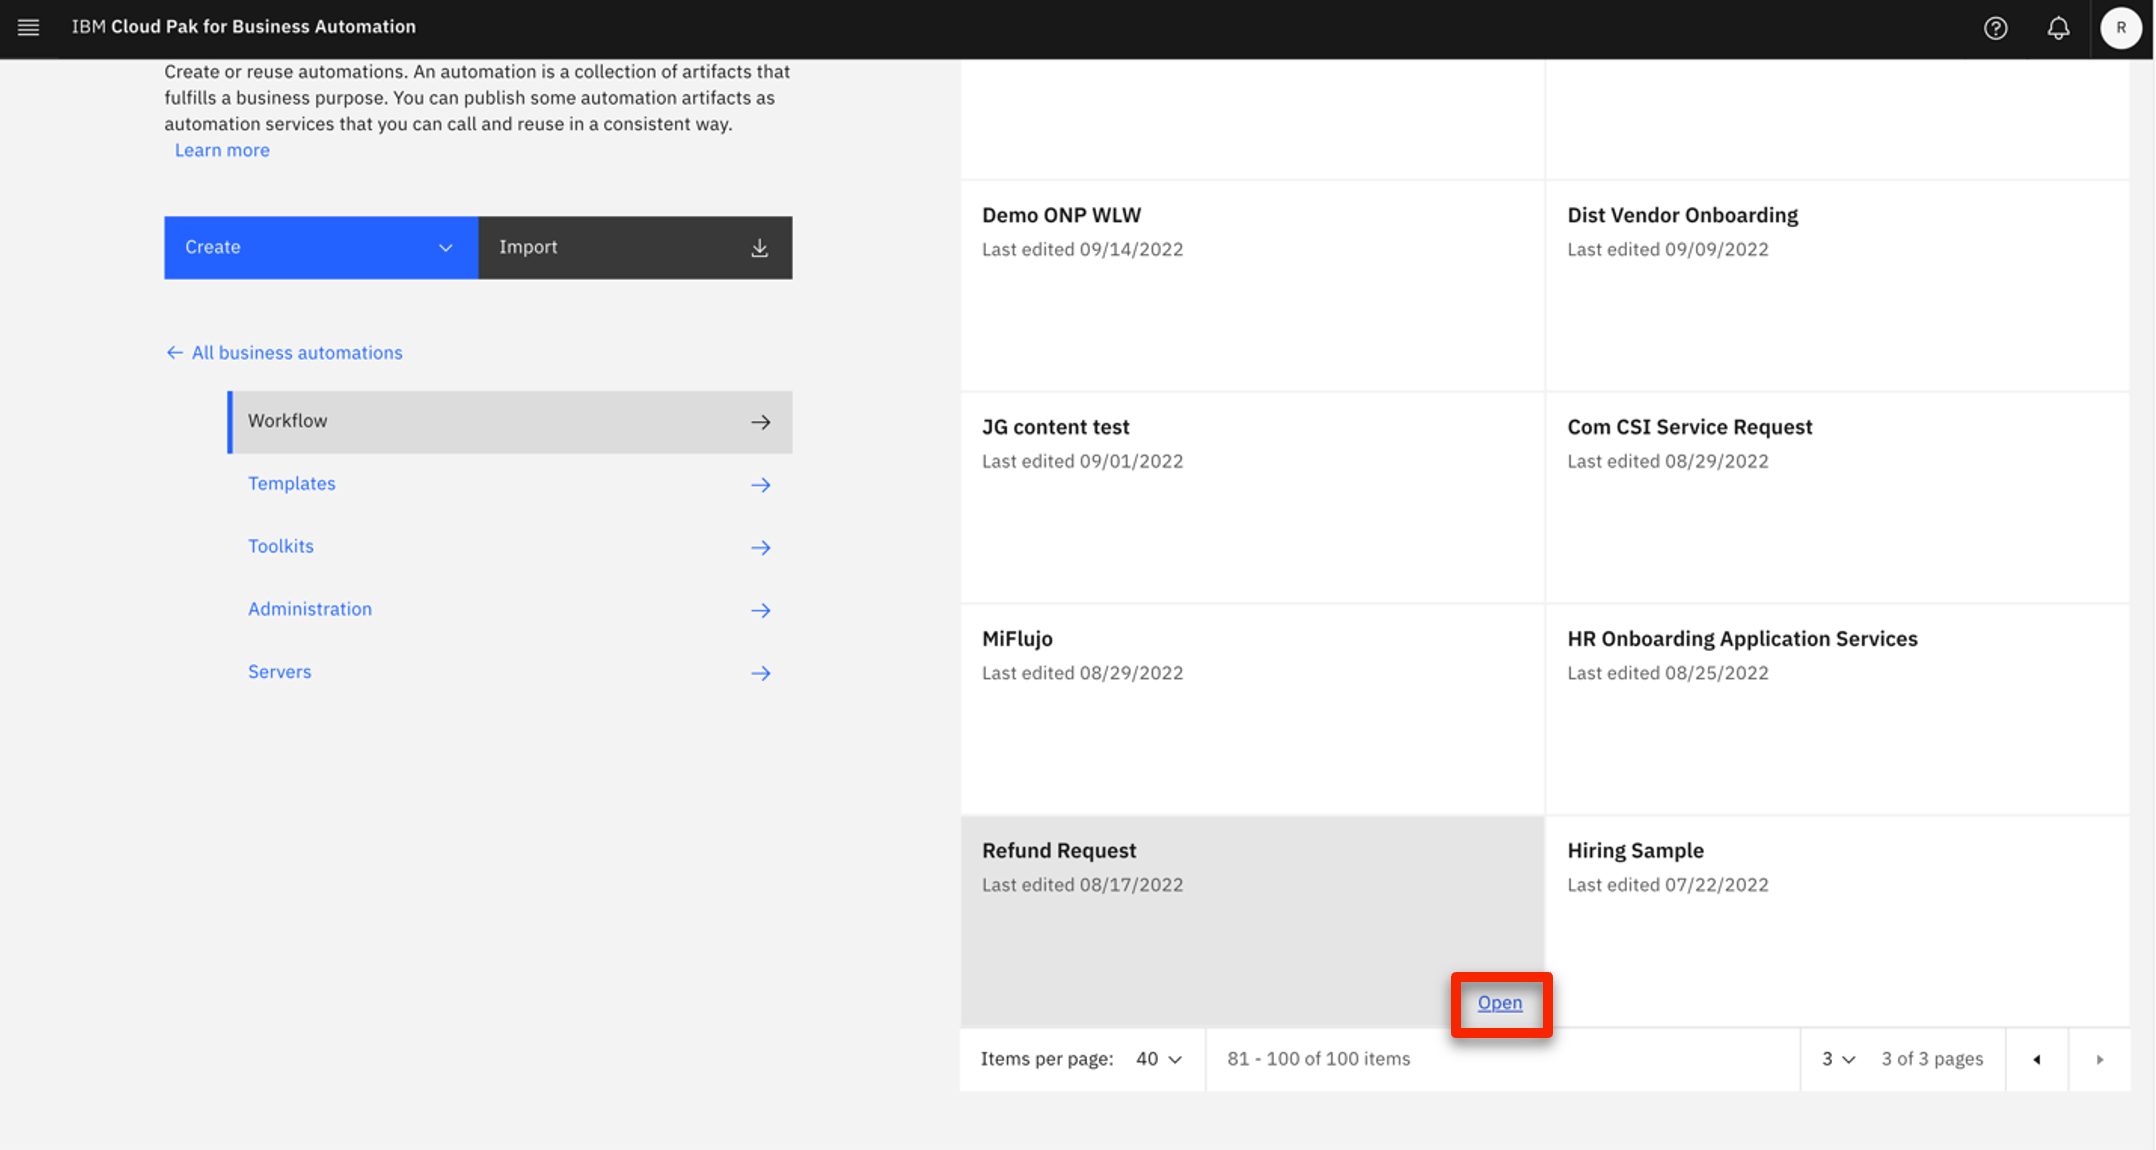 IBM Cloud Pak for Business Automation
R
Create or reuse automations. An automation is a collection of artifacts that
fulfills a business purpose. You can publish some automation artifacts as
automation services that you can call and reuse in a consistent way.
Learn more
Create
Import
All business automations
Workflow
Templates
Toolkits
Administration
Servers
Demo ONP WLW
Last edited 09/14/2022
Dist Vendor Onboarding
Last edited 09/09/2022
JG content test
Last edited 09/01/2022
Com CSI Service Request
Last edited 08/29/2022
MiFlujo
Last edited 08/29/2022
HR Onboarding Application Services
Last edited 08/25/2022
Refund Request
Last edited 08/17/2022
Open
Hiring Sample
Last edited 07/22/2022
Items per page: 40
81 - 100 of 100 items
3
3 of 3 pages